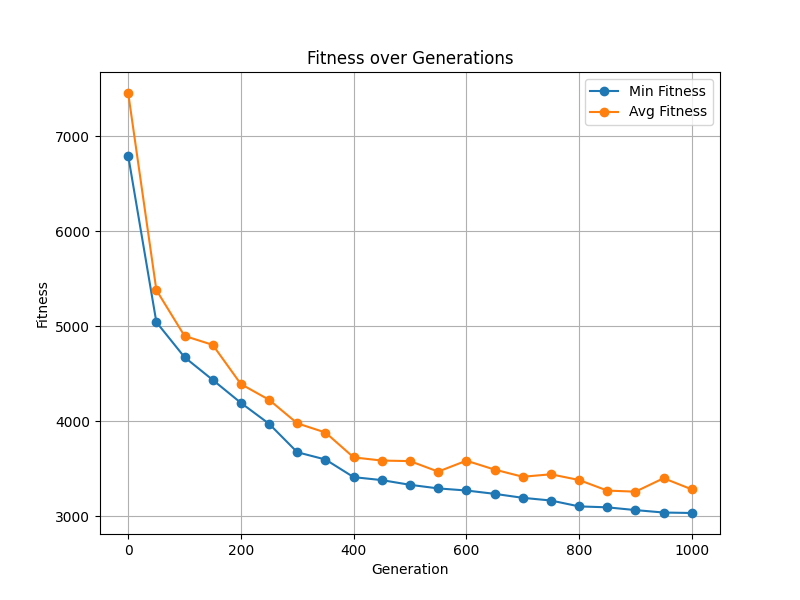 Fitness over Generations
Min Fitness
Avg Fitness
7000
6000
5000
4000
3000
Fitness
0 200 400 600 800 1000
Generation